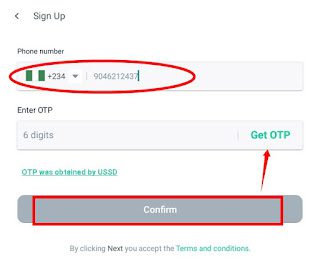 Sign Up
Phone number
+234 9046212437
Enter OTP
6 digits Get OTP
OTP was obtained by USSD
Confirm
By clicking Next you accept the Terms and conditions.